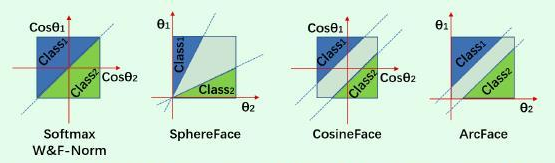 Cosθ1
Class1
Class2
Cosθ2
Softmax
W&F-Norm
θ1
Class1
Class2
θ2
SphereFace
Cosθ1
Class1
Class2
Cosθ2
CosineFace
θ1
Class1
Class2
θ2
ArcFace